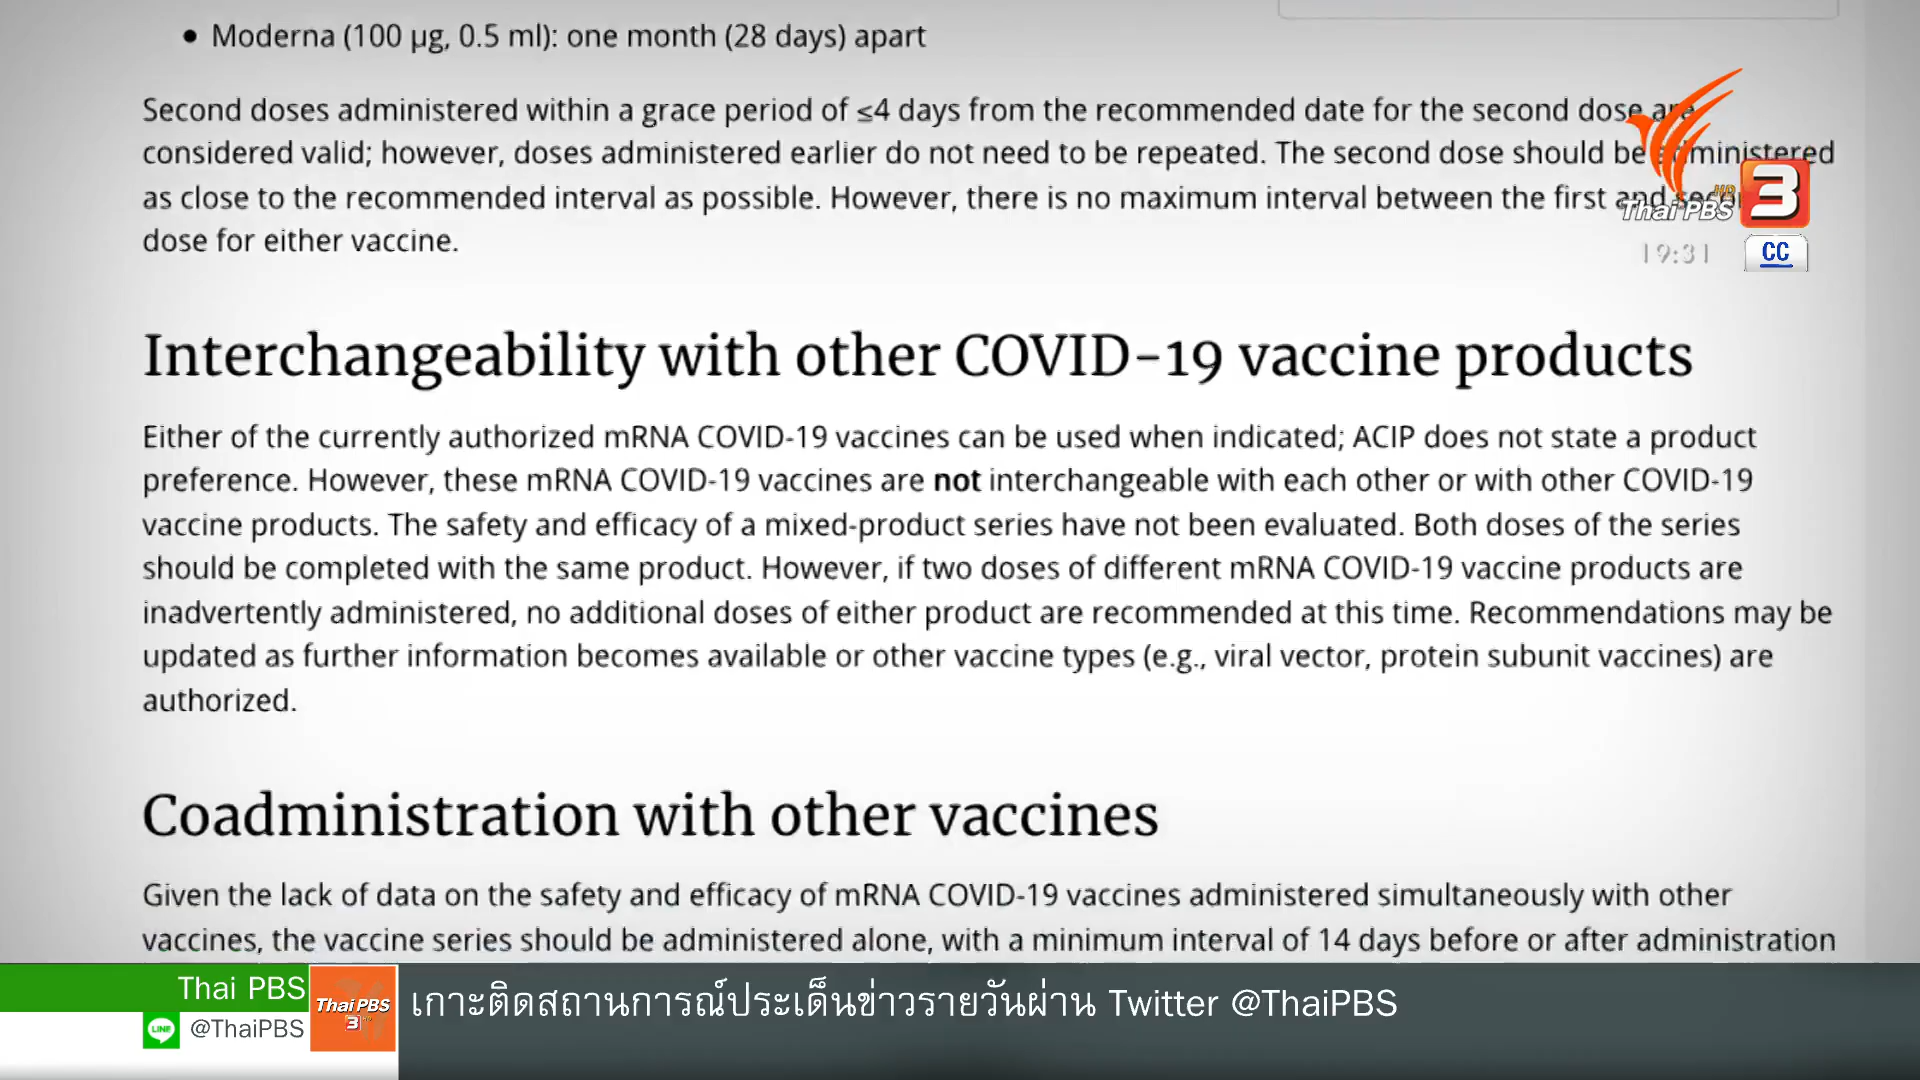 • Moderna (100 µg, 0.5 ml): one month (28 days) apart
Second doses administered within a grace period of ≤4 days from the recommended date for the second dose are
considered valid; however, doses administered earlier do not need to be repeated. The second dose should be administered
as close to the recommended interval as possible. However, there is no maximum interval between the first and second
dose for either vaccine.
HD
Thai PBS 3
19:31
CC
Interchangeability with other COVID-19 vaccine products
Either of the currently authorized mRNA COVID-19 vaccines can be used when indicated; ACIP does not state a product
preference. However, these mRNA COVID-19 vaccines are not interchangeable with each other or with other COVID-19
vaccine products. The safety and efficacy of a mixed-product series have not been evaluated. Both doses of the series
should be completed with the same product. However, if two doses of different mRNA COVID-19 vaccine products are
inadvertently administered, no additional doses of either product are recommended at this time. Recommendations may be
updated as further information becomes available or other vaccine types (e.g., viral vector, protein subunit vaccines) are
authorized.
Coadministration with other vaccines
Given the lack of data on the safety and efficacy of mRNA COVID-19 vaccines administered simultaneously with other
vaccines, the vaccine series should be administered alone, with a minimum interval of 14 days before or after administration
Thai PBS
LINE @ThaiPBS
Thai PBS
3 HD
เกาะติดสถานการณ์ประเด็นข่าวรายวันผ่าน Twitter @ThaiPBS